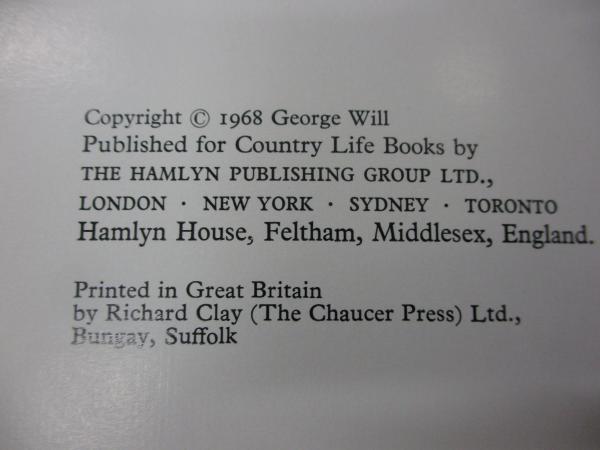 Copyright © 1968 George Will
Published for Country Life Books by
THE HAMLYN PUBLISHING GROUP LTD.,
LONDON · NEW YORK · SYDNEY · TORONTO
Hamlyn House, Feltham, Middlesex, England.
Printed in Great Britain
by Richard Clay (The Chaucer Press) Ltd.,
Bungay, Suffolk